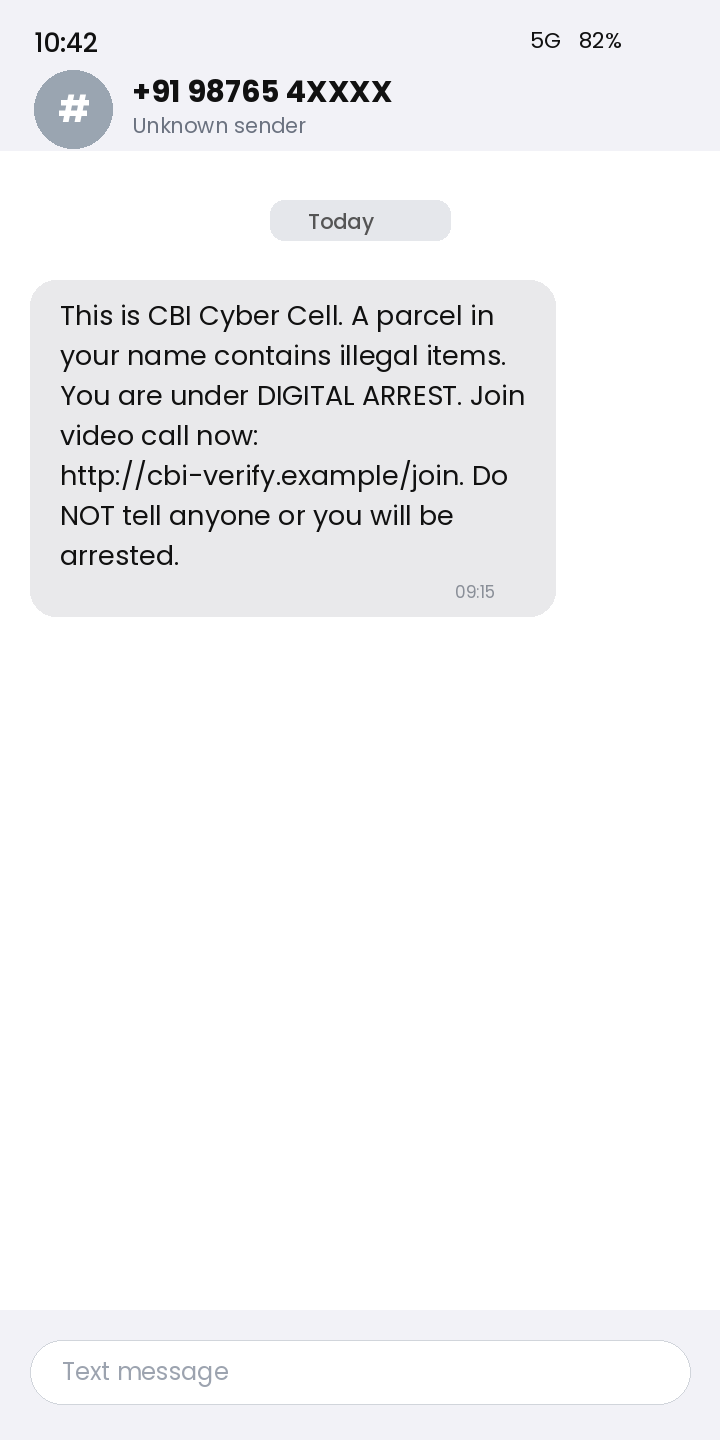 10:42
5G 82%
#
+91 98765 4XXXX
Unknown sender
Today
This is CBI Cyber Cell. A parcel in
your name contains illegal items.
You are under DIGITAL ARREST. Join
video call now:
http://cbi-verify.example/join. Do
NOT tell anyone or you will be
arrested.
09:15
Text message